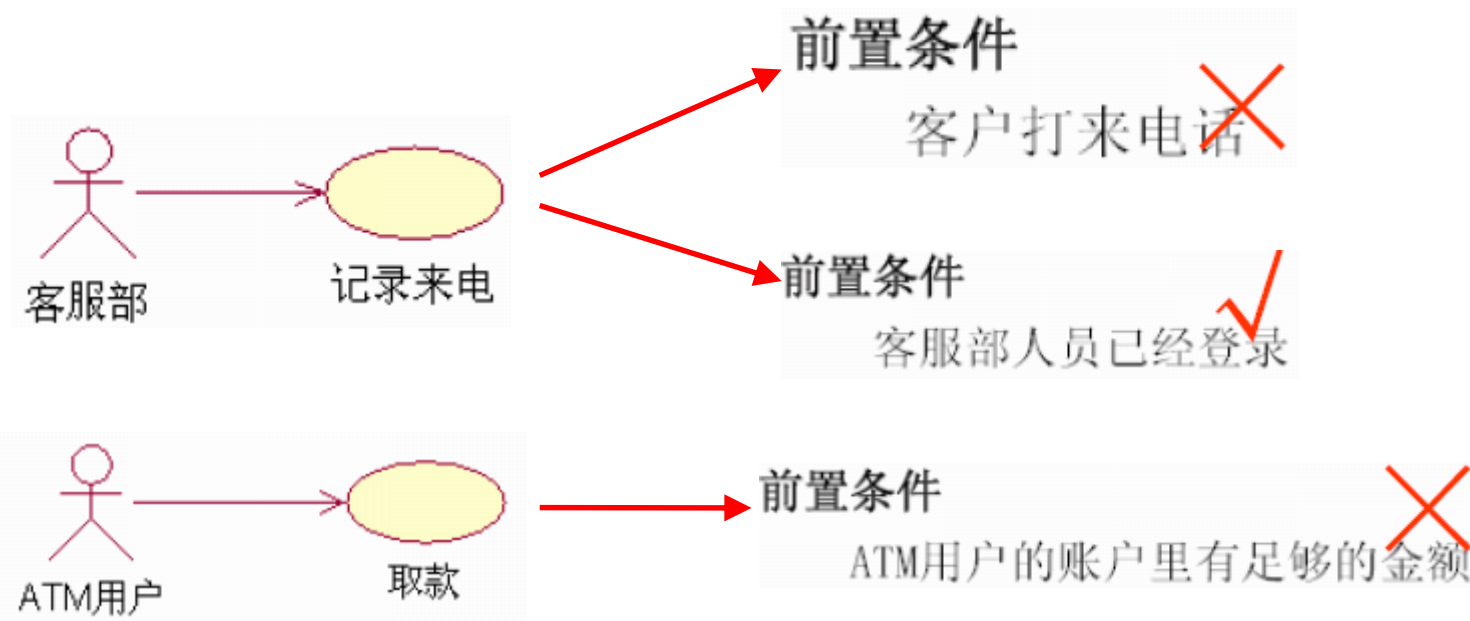 前置条件
客户打来电话
客服部
记录来电
前置条件
客服部人员已经登录
ATM用户
取款
前置条件
ATM用户的账户里有足够的金额